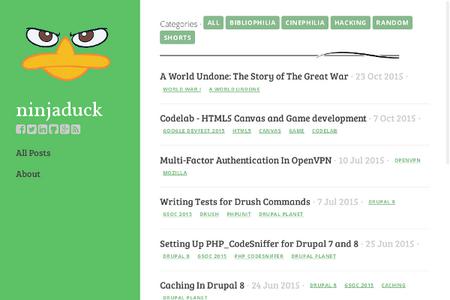 ninjaduck
All Posts
About
Categories · ALL BIBLIOPHILIA CINEPHILIA HACKING RANDOM
SHORTS
A World Undone: The Story of The Great War · 23 Oct 2015 ·
WORLD WAR I A WORLD UNDONE
Codelab - HTML5 Canvas and Game development · 7 Oct 2015 ·
GOOGLE DEVFEST 2015 HTML5 CANVAS GAME CODELAB
Multi-Factor Authentication In OpenVPN · 10 Jul 2015 · OPENVPN
MOZILLA
Writing Tests for Drush Commands · 7 Jul 2015 · DRUPAL 8
GSOC 2015 DRUSH PHPUNIT DRUPAL PLANET
Setting Up PHP_CodeSniffer for Drupal 7 and 8 · 25 Jun 2015 ·
DRUPAL 8 GSOC 2015 PHP CODESNIFFER DRUPAL PLANET
Caching In Drupal 8 · 24 Jun 2015 · DRUPAL 8 GSOC 2015 CACHING
DRUPAL PLANET